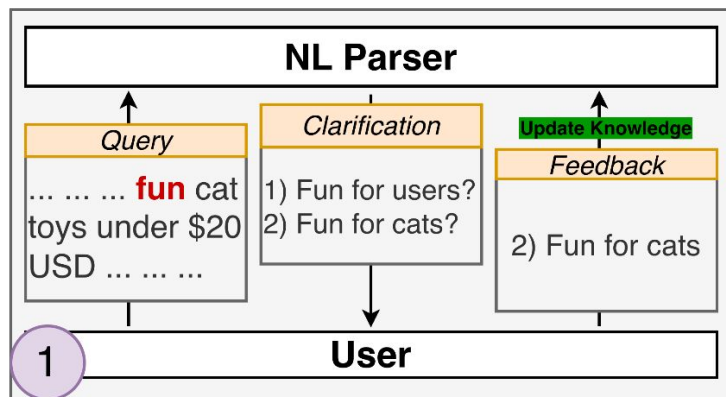 NL Parser
Query
... ... ... fun cat
toys under $20
USD ... ... ...
Clarification
1) Fun for users?
2) Fun for cats?
Update Knowledge
Feedback
2) Fun for cats
1
User